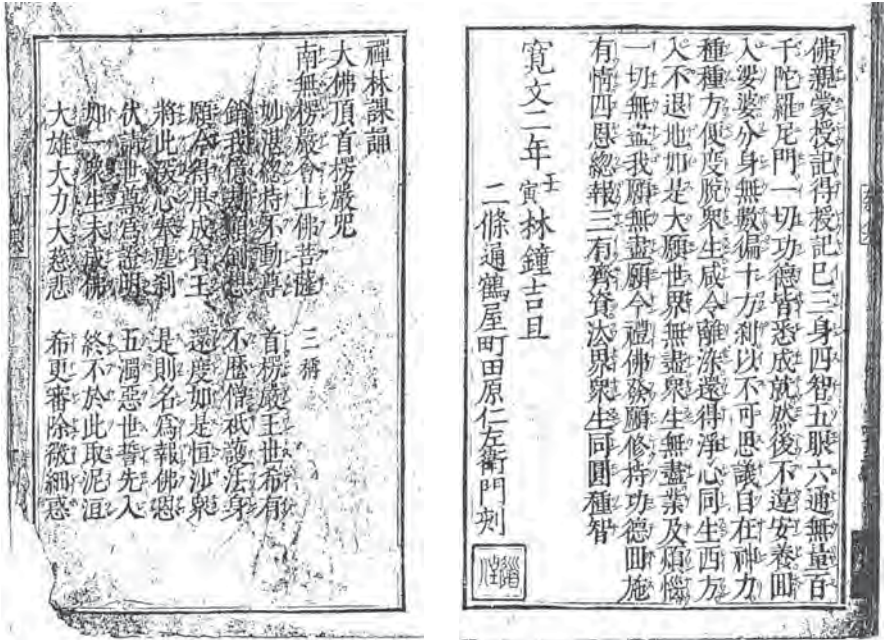 禪林課誦
大佛頂首楞嚴咒
南無楞嚴會上佛菩薩 三稱
妙湛總持不動尊 首楞嚴王世希有
銷我億劫顛倒想 不歷僧祇獲法身
願今得果成寳王 還度如是恒沙衆
將此深心奉塵刹 是則名爲報佛恩
伏請世尊爲證明 五濁惡世誓先入
如一衆生未成佛 終不於此取泥洹
大雄大力大慈悲 希更審除微細惑
佛親蒙授記得授記已三身四智五眼六通無量百
千陀羅尼門一切功德皆悉成就然後不違安養囬
入娑婆分身無數徧十方刹以不可思議自在神力
種種方便度脫衆生咸令離染還得淨心同生西方
入不退地如是大願世界無盡衆生無盡業及煩惱
一切無盡我願無盡願今禮佛發願修持功德囬施
有情四恩總報三有齊資法界衆生同圓種智
寬文二年壬寅林鐘吉旦
二條通鶴屋町田原仁左衛門刻